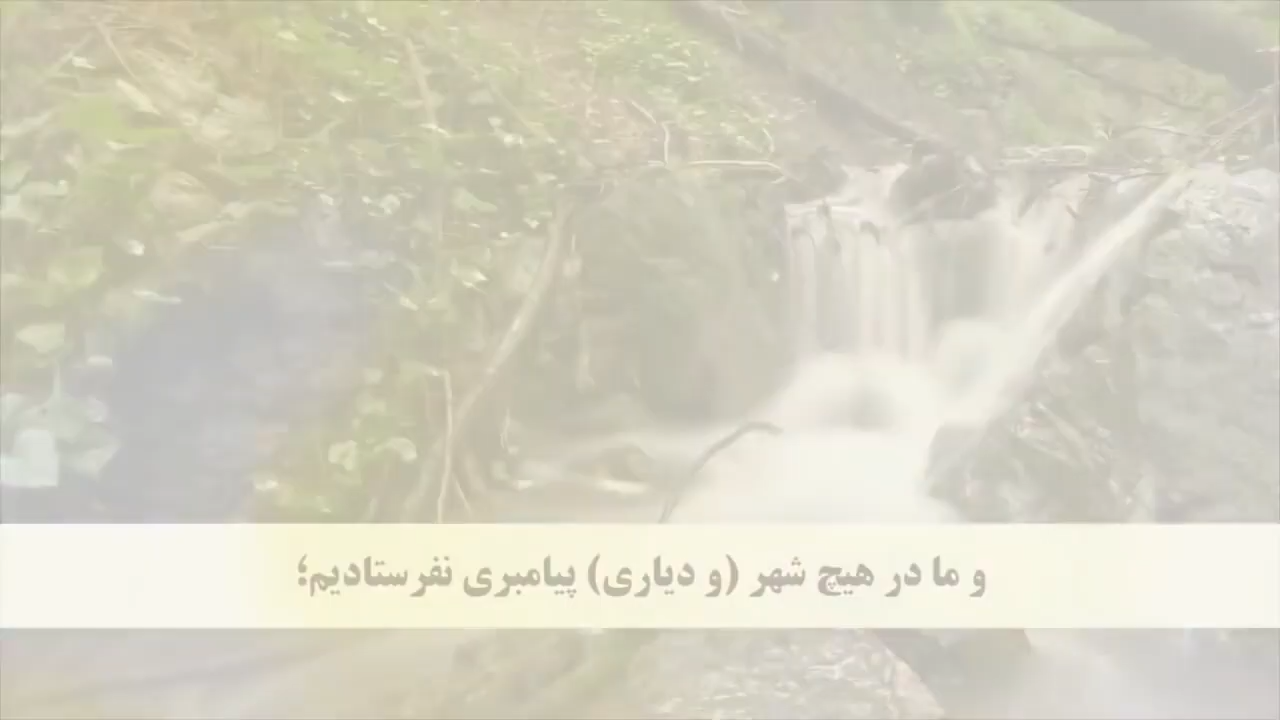 و ما در هیچ شهر (و دیاری) پیامبری نفرستادیم؛